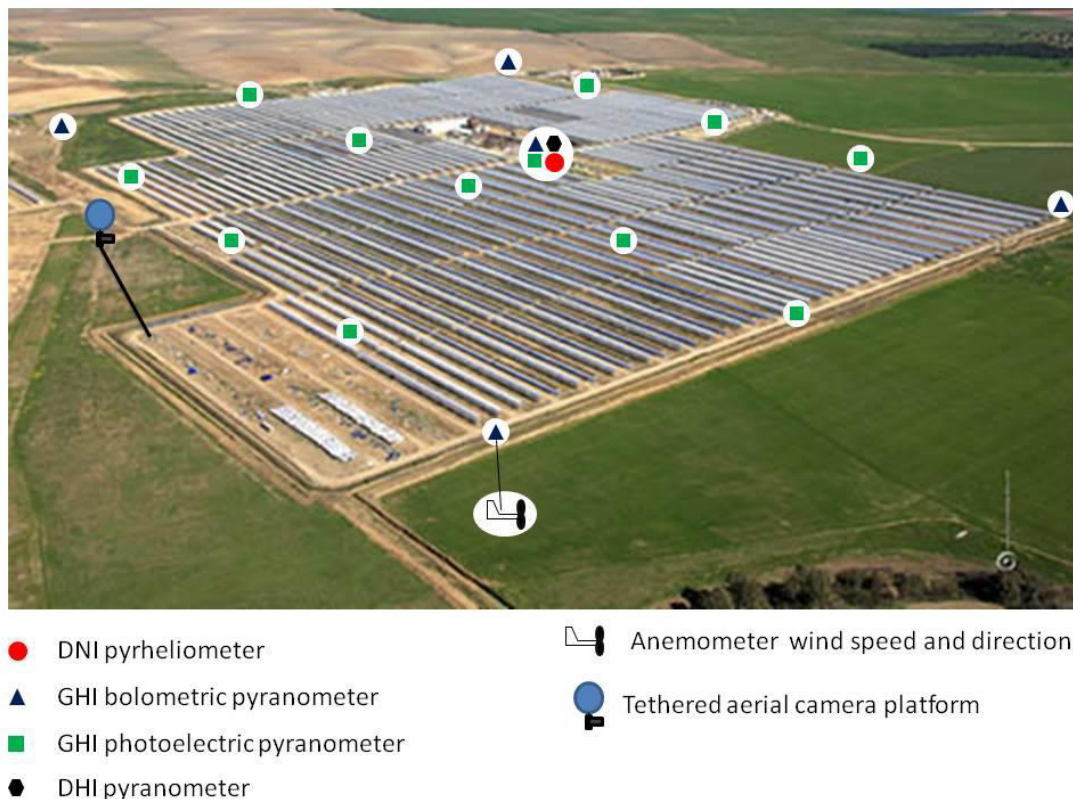 DNI pyrheliometer
GHI bolometric pyranometer
GHI photoelectric pyranometer
DHI pyranometer
Anemometer wind speed and direction
Tethered aerial camera platform